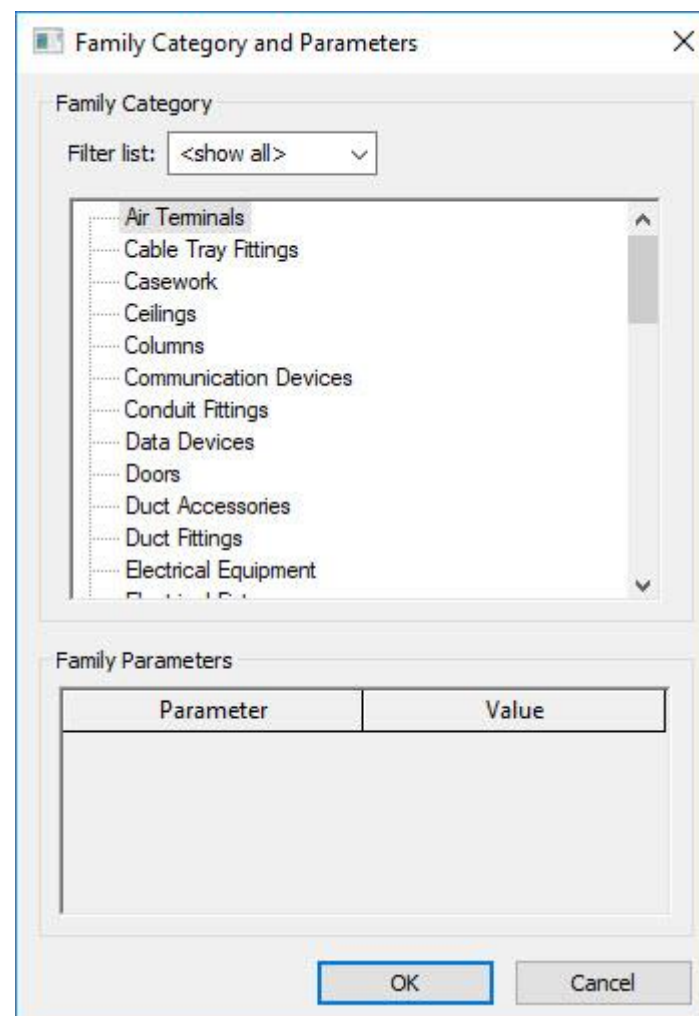 Family Category and Parameters
Family Category
Filter list: <show all>
Air Terminals
Cable Tray Fittings
Casework
Ceilings
Columns
Communication Devices
Conduit Fittings
Data Devices
Doors
Duct Accessories
Duct Fittings
Electrical Equipment
Family Parameters
Parameter Value
OK Cancel